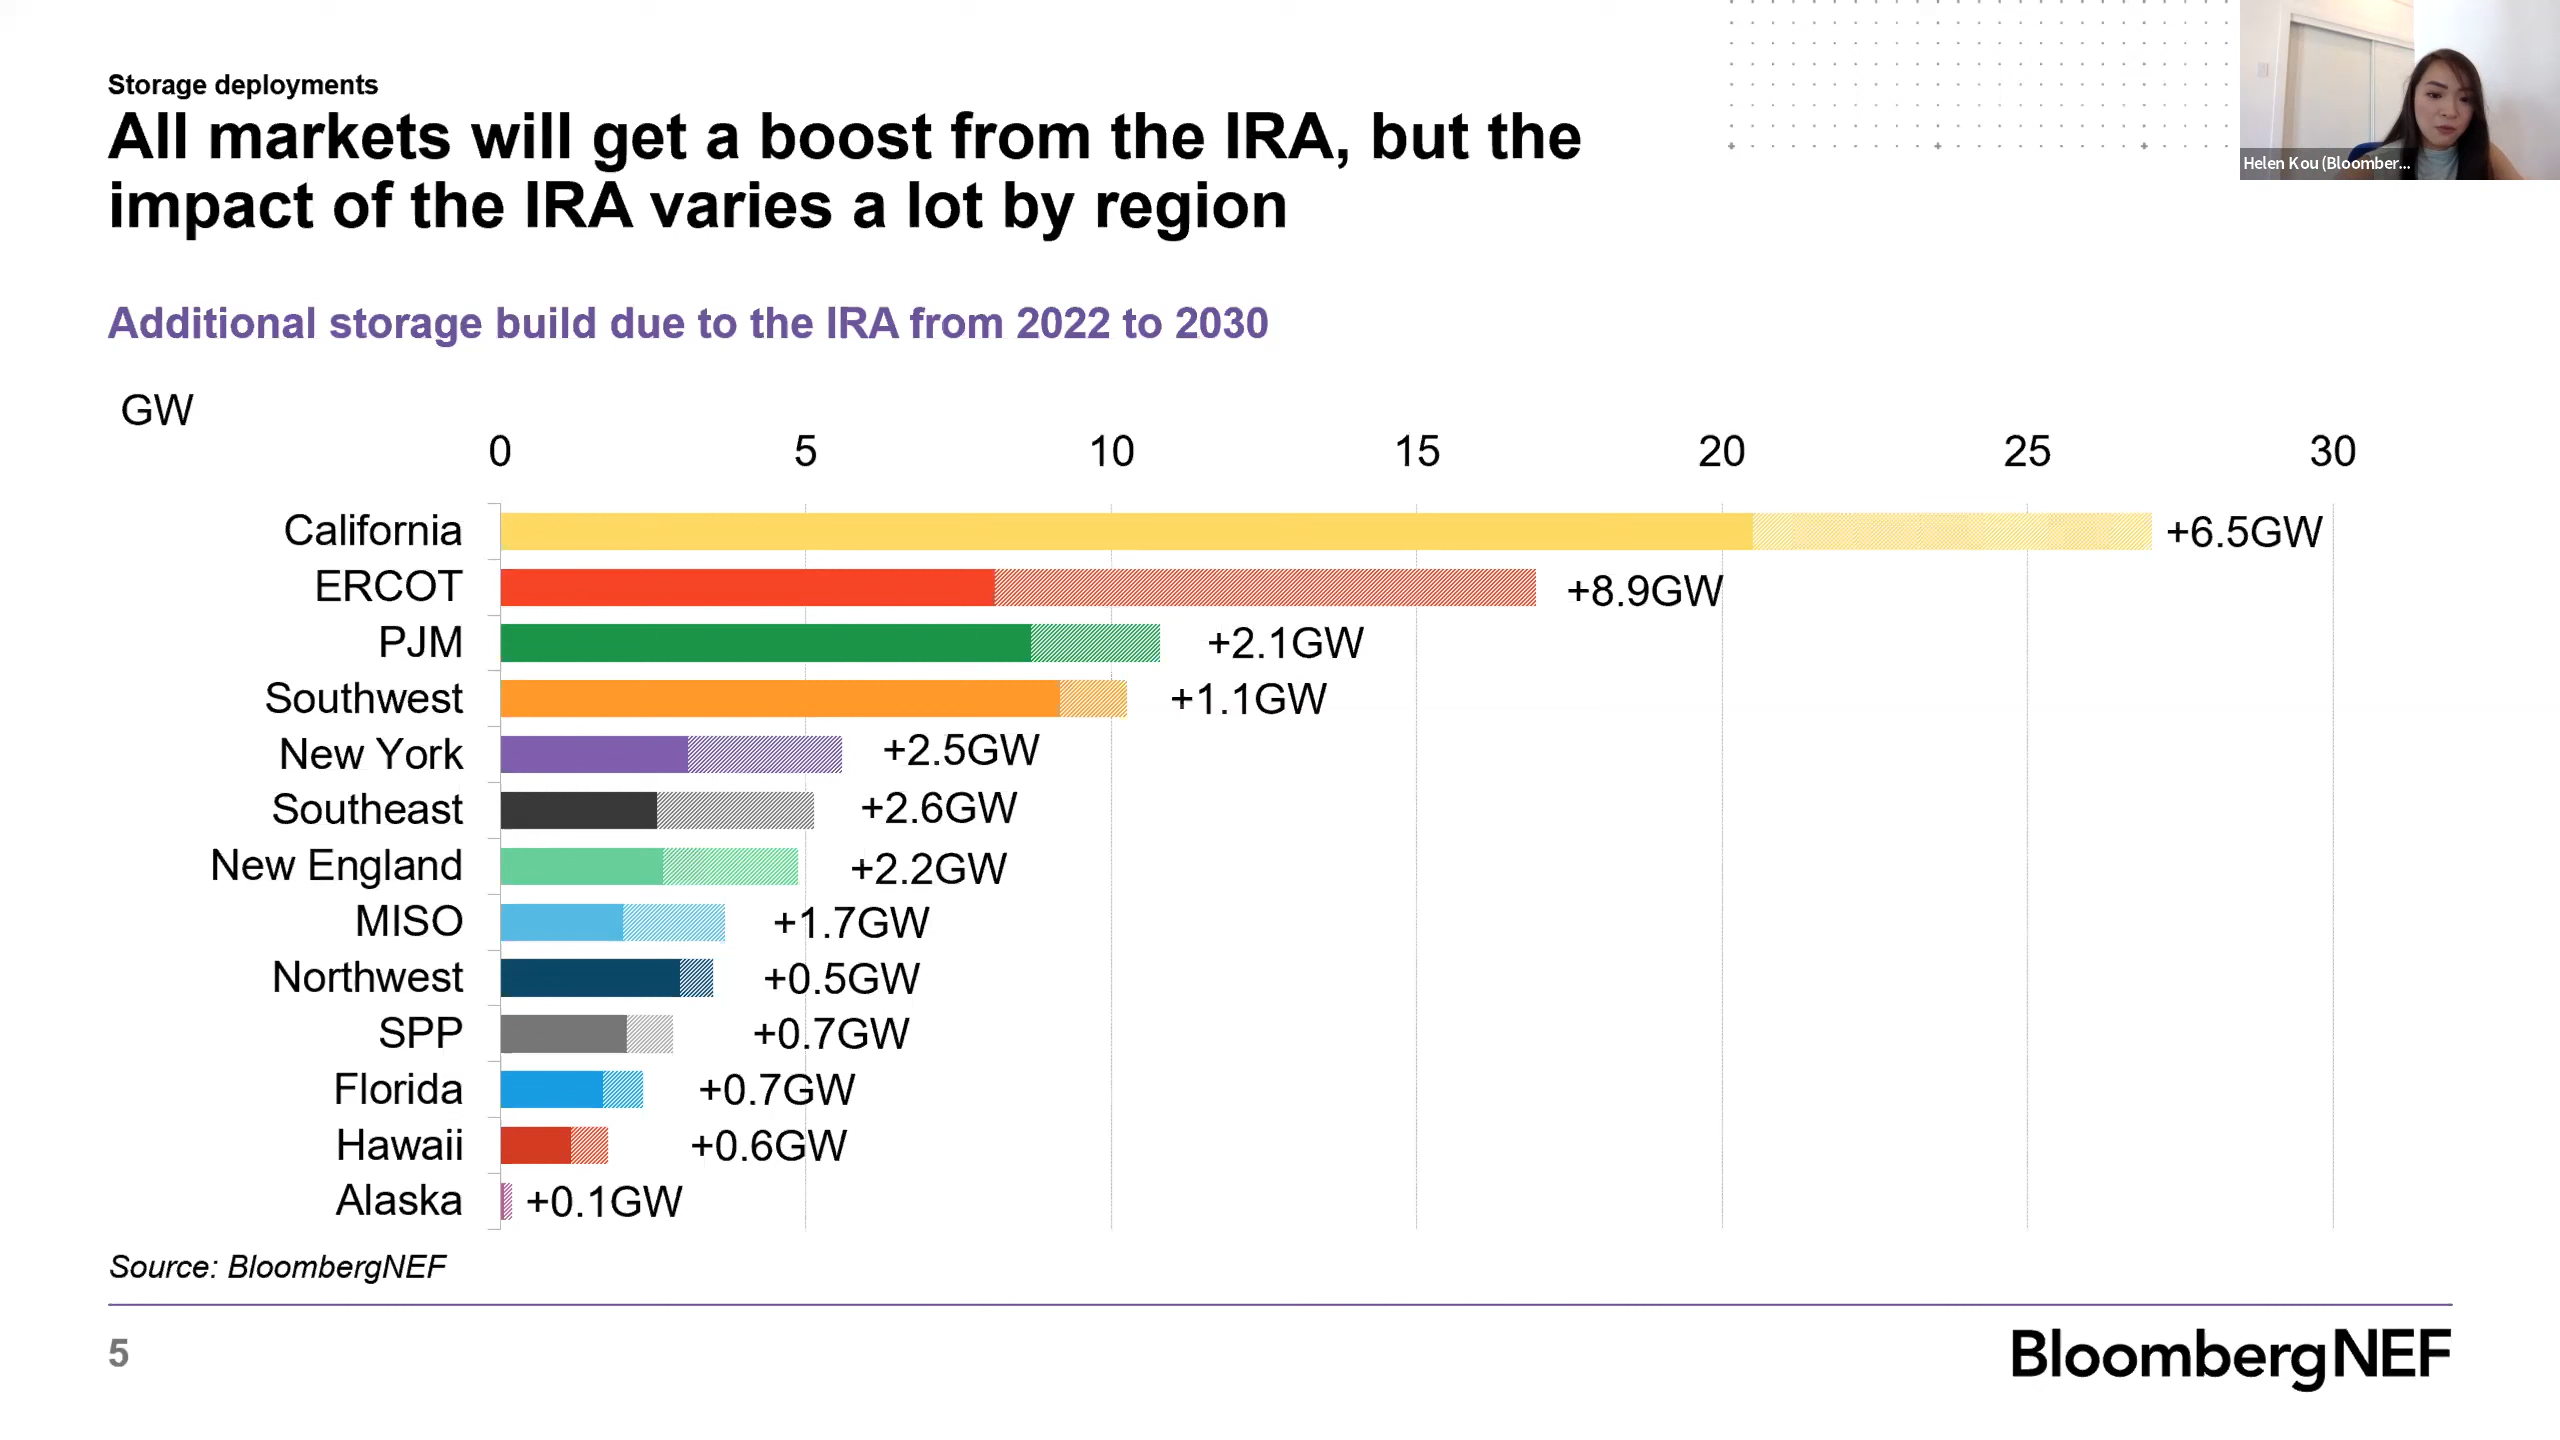 Storage deployments
All markets will get a boost from the IRA, but the
impact of the IRA varies a lot by region
Helen Kou (Bloomber...
Additional storage build due to the IRA from 2022 to 2030
GW
0 5 10 15 20 25 30
California +6.5GW
ERCOT +8.9GW
PJM +2.1GW
Southwest +1.1GW
New York +2.5GW
Southeast +2.6GW
New England +2.2GW
MISO +1.7GW
Northwest +0.5GW
SPP +0.7GW
Florida +0.7GW
Hawaii +0.6GW
Alaska +0.1GW
Source: BloombergNEF
5
BloombergNEF